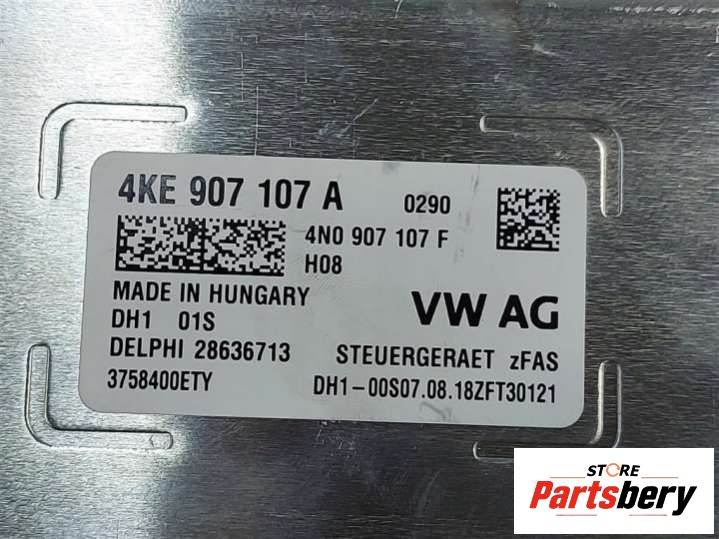 4KE 907 107 A 0290
4N0 907 107 F
H08
MADE IN HUNGARY
DH1 01S
VW AG
DELPHI 28636713 STEUERGERAET zFAS
3758400ETY DH1-00S07.08.18ZFT30121
STORE
Partsbery